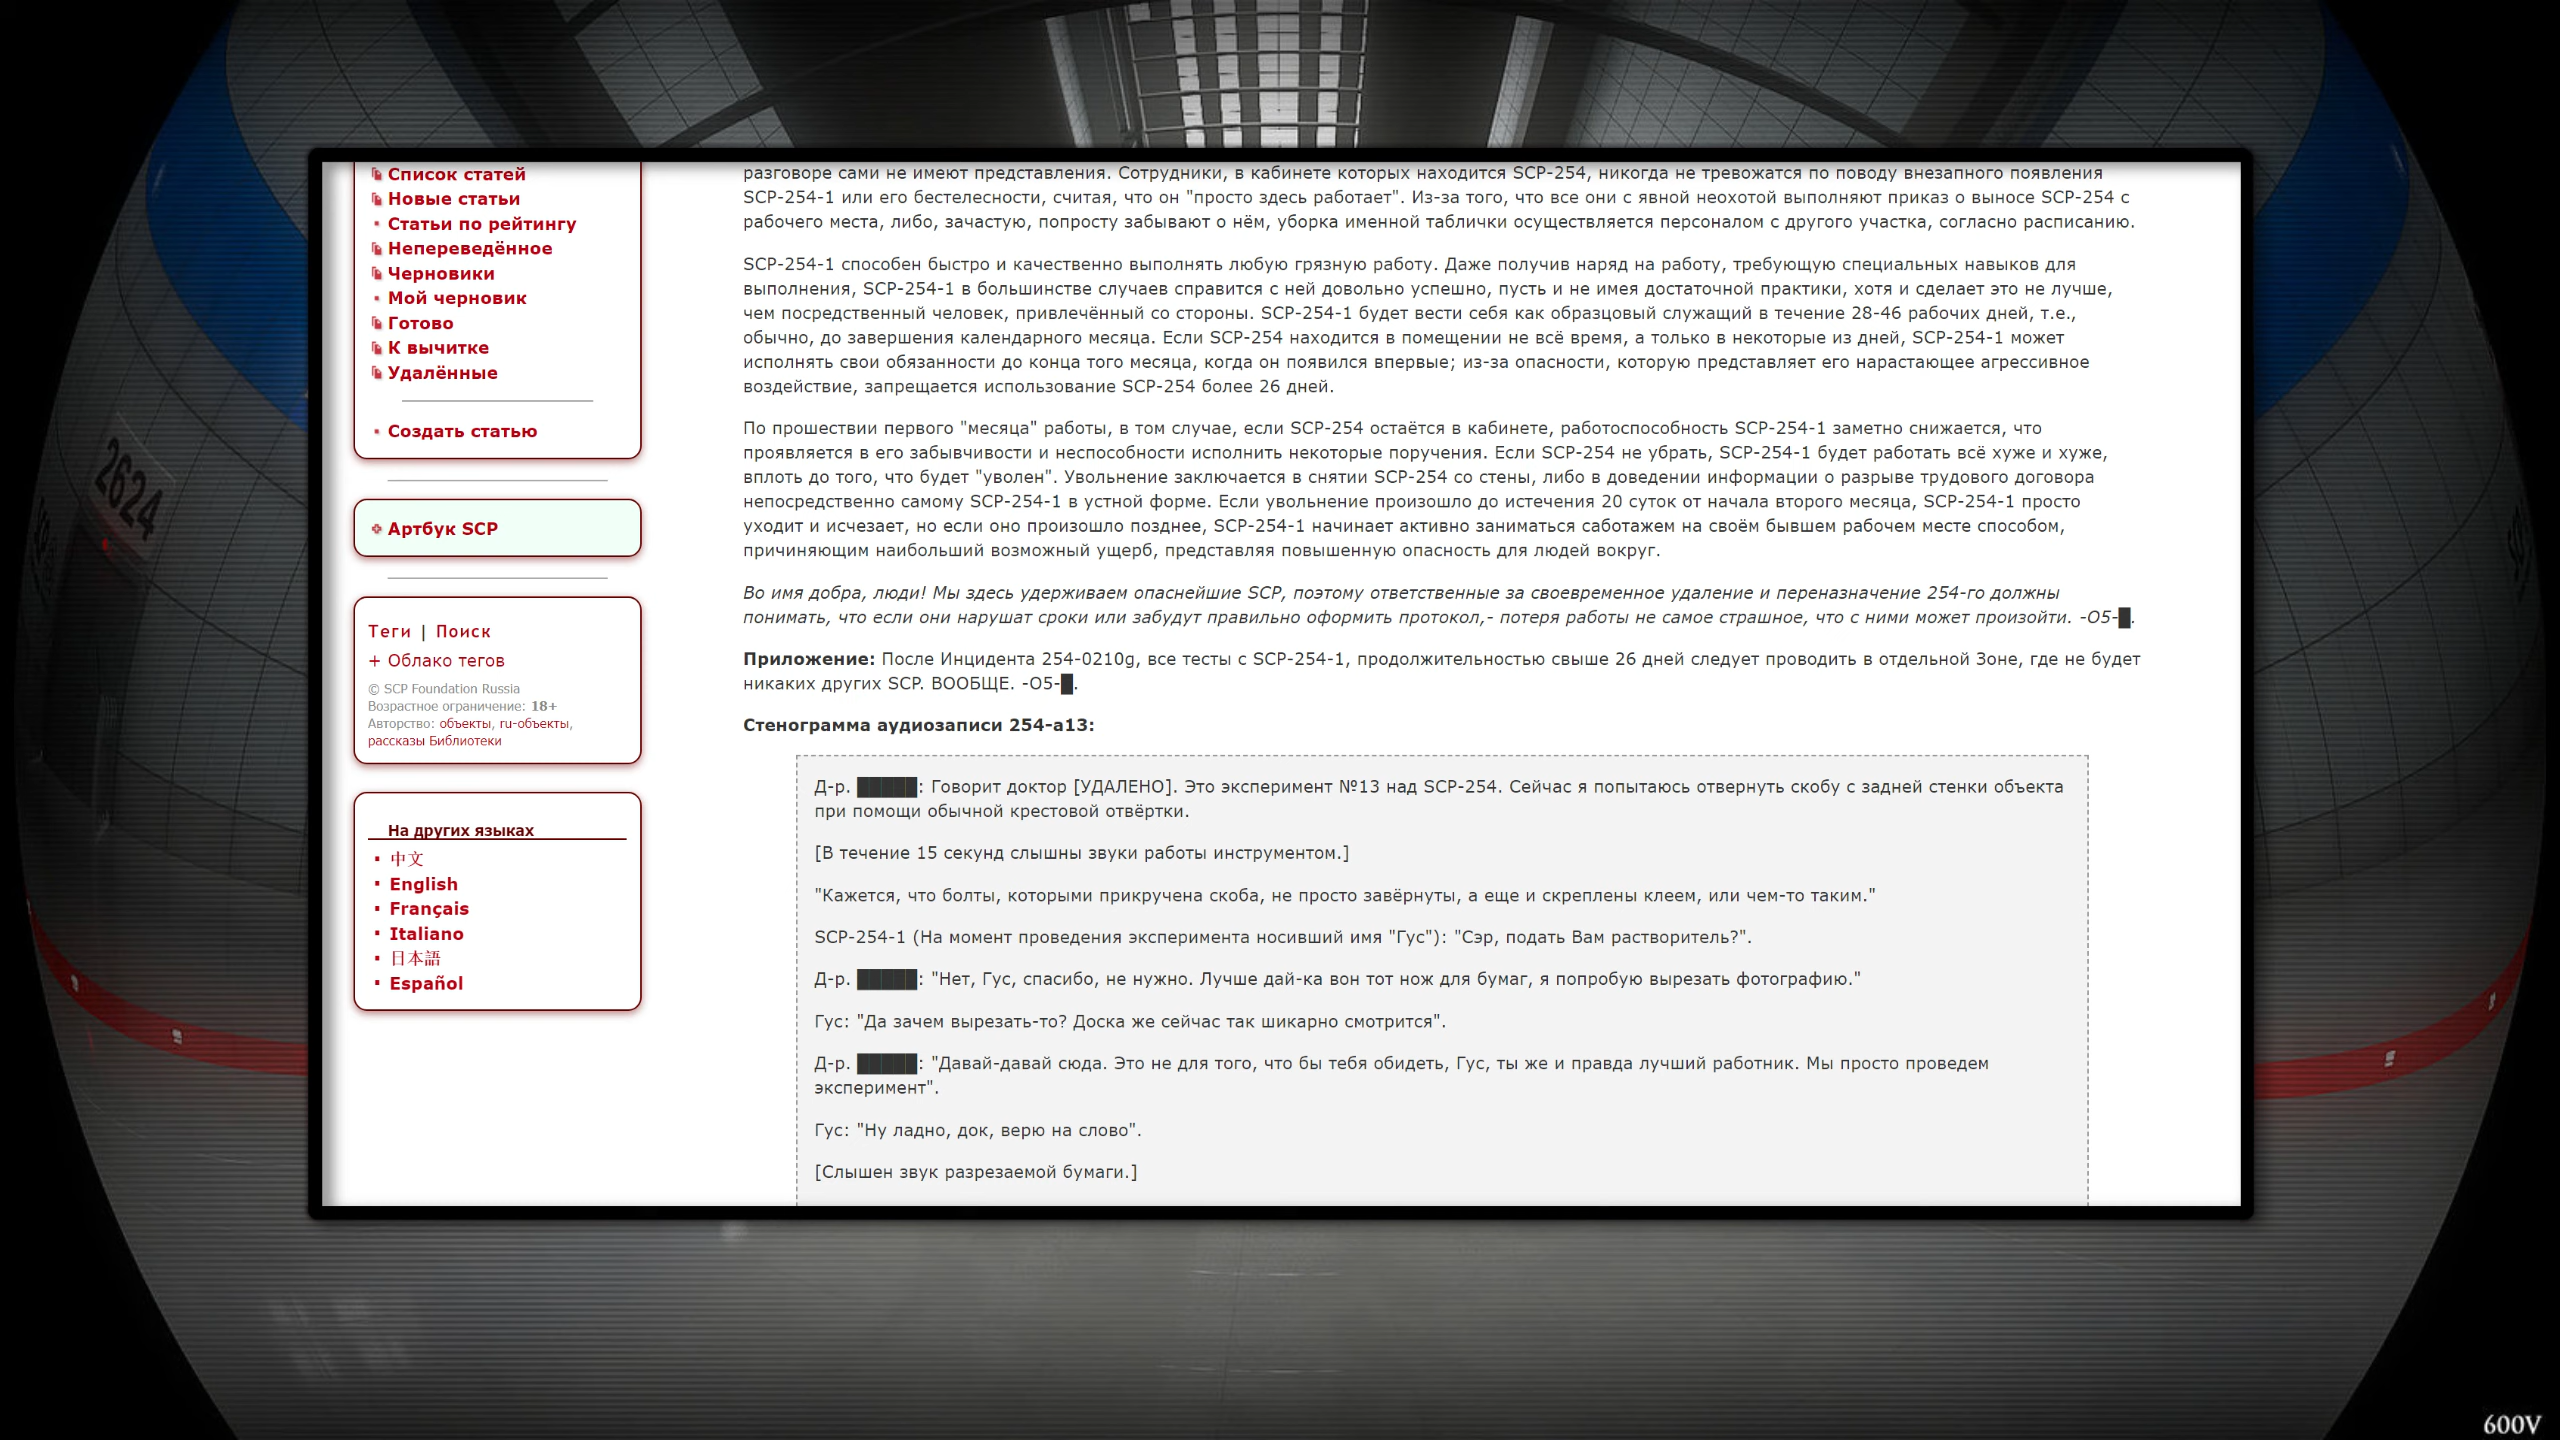 Список статей
Новые статьи
Статьи по рейтингу
Непереведённое
Черновики
Мой черновик
Готово
К вычитке
Удалённые
Создать статью
Артбук SCP
Теги | Поиск
+ Облако тегов
© SCP Foundation Russia
Возрастное ограничение: 18+
Авторство: объекты, ru-объекты,
рассказы Библиотеки
На других языках
中文
English
Français
Italiano
日本語
Español
разговоре сами не имеют представления. Сотрудники, в кабинете которых находится SCP-254, никогда не тревожатся по поводу внезапного появления
SCP-254-1 или его бестелесности, считая, что он "просто здесь работает". Из-за того, что все они с явной неохотой выполняют приказ о выносе SCP-254 с
рабочего места, либо, зачастую, попросту забывают о нём, уборка именной таблички осуществляется персоналом с другого участка, согласно расписанию.
SCP-254-1 способен быстро и качественно выполнять любую грязную работу. Даже получив наряд на работу, требующую специальных навыков для
выполнения, SCP-254-1 в большинстве случаев справится с ней довольно успешно, пусть и не имея достаточной практики, хотя и сделает это не лучше,
чем посредственный человек, привлечённый со стороны. SCP-254-1 будет вести себя как образцовый служащий в течение 28-46 рабочих дней, т.е.,
обычно, до завершения календарного месяца. Если SCP-254 находится в помещении не всё время, а только в некоторые из дней, SCP-254-1 может
исполнять свои обязанности до конца того месяца, когда он появился впервые; из-за опасности, которую представляет его нарастающее агрессивное
воздействие, запрещается использование SCP-254 более 26 дней.
По прошествии первого "месяца" работы, в том случае, если SCP-254 остаётся в кабинете, работоспособность SCP-254-1 заметно снижается, что
проявляется в его забывчивости и неспособности исполнить некоторые поручения. Если SCP-254 не убрать, SCP-254-1 будет работать всё хуже и хуже,
вплоть до того, что будет "уволен". Увольнение заключается в снятии SCP-254 со стены, либо в доведении информации о разрыве трудового договора
непосредственно самому SCP-254-1 в устной форме. Если увольнение произошло до истечения 20 суток от начала второго месяца, SCP-254-1 просто
уходит и исчезает, но если оно произошло позднее, SCP-254-1 начинает активно заниматься саботажем на своём бывшем рабочем месте способом,
причиняющим наибольший возможный ущерб, представляя повышенную опасность для людей вокруг.
Во имя добра, люди! Мы здесь удерживаем опаснейшие SCP, поэтому ответственные за своевременное удаление и переназначение 254-го должны
понимать, что если они нарушат сроки или забудут правильно оформить протокол,- потеря работы не самое страшное, что с ними может произойти. -O5-█.
Приложение: После Инцидента 254-0210g, все тесты с SCP-254-1, продолжительностью свыше 26 дней следует проводить в отдельной Зоне, где не будет
никаких других SCP. ВООБЩЕ. -O5-█.
Стенограмма аудиозаписи 254-a13:
Д-р. █████: Говорит доктор [УДАЛЕНО]. Это эксперимент №13 над SCP-254. Сейчас я попытаюсь отвернуть скобу с задней стенки объекта
при помощи обычной крестовой отвёртки.
[В течение 15 секунд слышны звуки работы инструментом.]
"Кажется, что болты, которыми прикручена скоба, не просто завёрнуты, а еще и скреплены клеем, или чем-то таким."
SCP-254-1 (На момент проведения эксперимента носивший имя "Гус"): "Сэр, подать Вам растворитель?".
Д-р. █████: "Нет, Гус, спасибо, не нужно. Лучше дай-ка вон тот нож для бумаг, я попробую вырезать фотографию."
Гус: "Да зачем вырезать-то? Доска же сейчас так шикарно смотрится".
Д-р. █████: "Давай-давай сюда. Это не для того, что бы тебя обидеть, Гус, ты же и правда лучший работник. Мы просто проведем
эксперимент".
Гус: "Ну ладно, док, верю на слово".
[Слышен звук разрезаемой бумаги.]
2624
600V